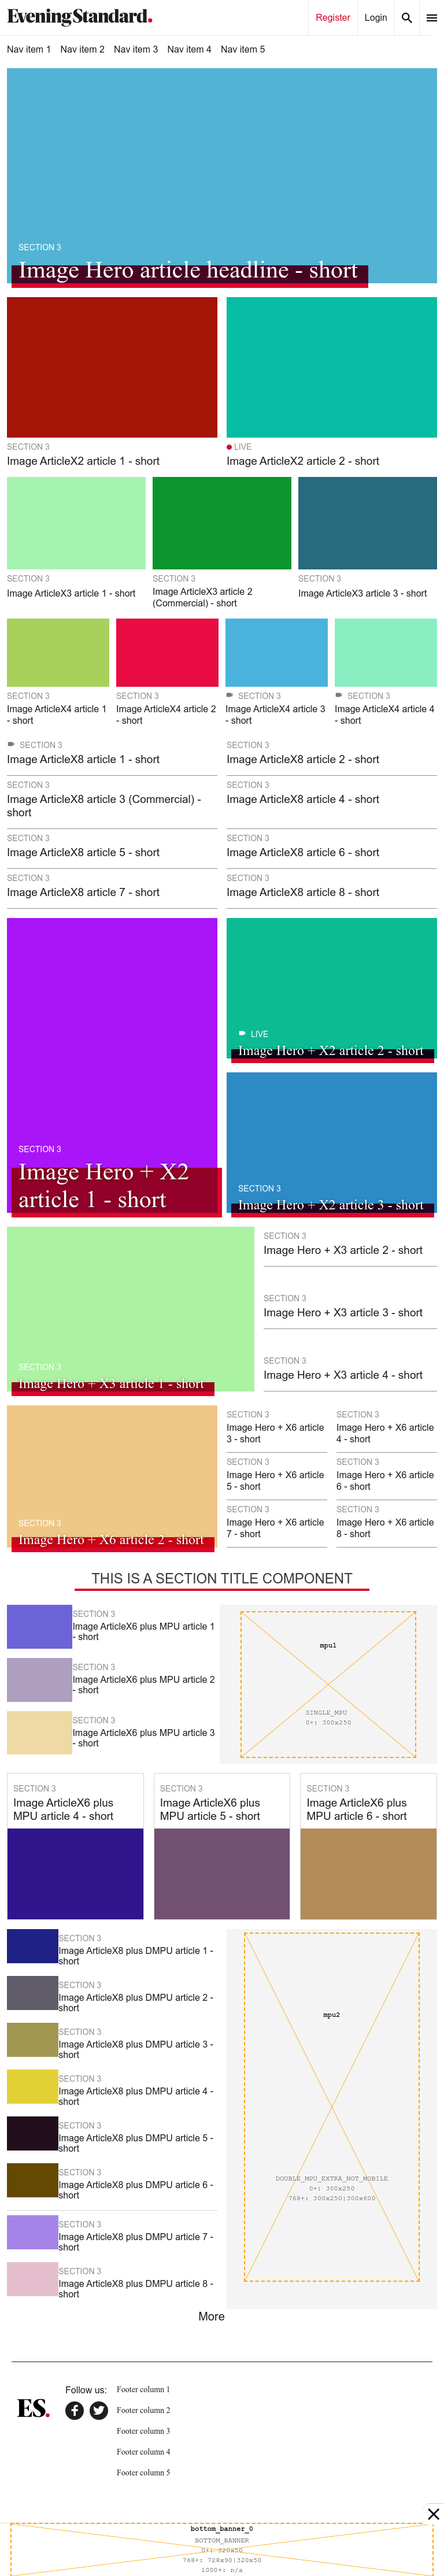 EveningStandard.
Register
Login
Nav item 1
Nav item 2
Nav item 3
Nav item 4
Nav item 5
SECTION 3
Image Hero article headline - short
SECTION 3
Image ArticleX2 article 1 - short
LIVE
Image ArticleX2 article 2 - short
SECTION 3
Image ArticleX3 article 1 - short
SECTION 3
Image ArticleX3 article 2
(Commercial) - short
SECTION 3
Image ArticleX3 article 3 - short
SECTION 3
Image ArticleX4 article 1
- short
SECTION 3
Image ArticleX4 article 2
- short
SECTION 3
Image ArticleX4 article 3
- short
SECTION 3
Image ArticleX4 article 4
- short
SECTION 3
Image ArticleX8 article 1 - short
SECTION 3
Image ArticleX8 article 2 - short
SECTION 3
Image ArticleX8 article 3 (Commercial) -
short
SECTION 3
Image ArticleX8 article 4 - short
SECTION 3
Image ArticleX8 article 5 - short
SECTION 3
Image ArticleX8 article 6 - short
SECTION 3
Image ArticleX8 article 7 - short
SECTION 3
Image ArticleX8 article 8 - short
SECTION 3
Image Hero + X2
article 1 - short
LIVE
Image Hero + X2 article 2 - short
SECTION 3
Image Hero + X2 article 3 - short
SECTION 3
Image Hero + X3 article 1 - short
SECTION 3
Image Hero + X3 article 2 - short
SECTION 3
Image Hero + X3 article 3 - short
SECTION 3
Image Hero + X3 article 4 - short
SECTION 3
Image Hero + X6 article 2 - short
SECTION 3
Image Hero + X6 article
3 - short
SECTION 3
Image Hero + X6 article
4 - short
SECTION 3
Image Hero + X6 article
5 - short
SECTION 3
Image Hero + X6 article
6 - short
SECTION 3
Image Hero + X6 article
7 - short
SECTION 3
Image Hero + X6 article
8 - short
THIS IS A SECTION TITLE COMPONENT
SECTION 3
Image ArticleX6 plus MPU article 1
- short
SECTION 3
Image ArticleX6 plus MPU article 2
- short
SECTION 3
Image ArticleX6 plus MPU article 3
- short
mpu1
SINGLE_MPU
0+: 300x250
SECTION 3
Image ArticleX6 plus
MPU article 4 - short
SECTION 3
Image ArticleX6 plus
MPU article 5 - short
SECTION 3
Image ArticleX6 plus
MPU article 6 - short
SECTION 3
Image ArticleX8 plus DMPU article 1 -
short
SECTION 3
Image ArticleX8 plus DMPU article 2 -
short
SECTION 3
Image ArticleX8 plus DMPU article 3 -
short
SECTION 3
Image ArticleX8 plus DMPU article 4 -
short
SECTION 3
Image ArticleX8 plus DMPU article 5 -
short
SECTION 3
Image ArticleX8 plus DMPU article 6 -
short
SECTION 3
Image ArticleX8 plus DMPU article 7 -
short
SECTION 3
Image ArticleX8 plus DMPU article 8 -
short
mpu2
DOUBLE_MPU_EXTRA_NOT_MOBILE
0+: 300x250
768+: 300x250|300x600
More
ES.
Follow us:
Footer column 1
Footer column 2
Footer column 3
Footer column 4
Footer column 5
bottom_banner_0
BOTTOM_BANNER
0+: 320x50
768+: 728x90|320x50
1000+: n/a